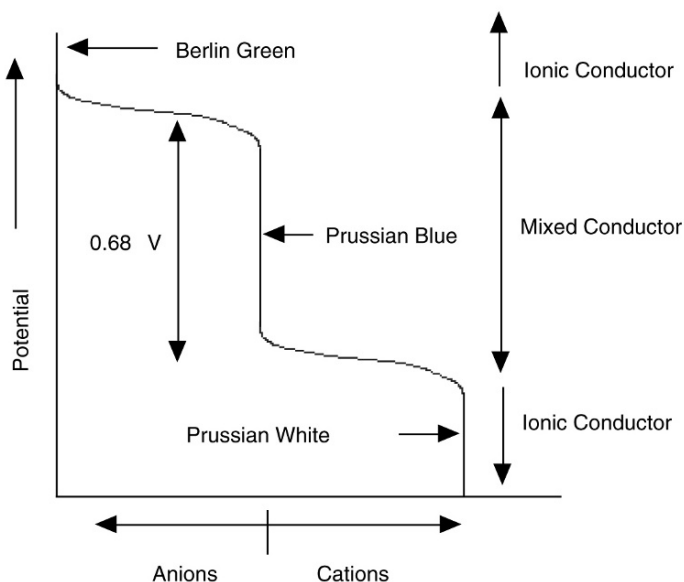 Berlin Green
Ionic Conductor
Mixed Conductor
Prussian Blue
0.68 V
Potential
Prussian White
Ionic Conductor
Anions
Cations